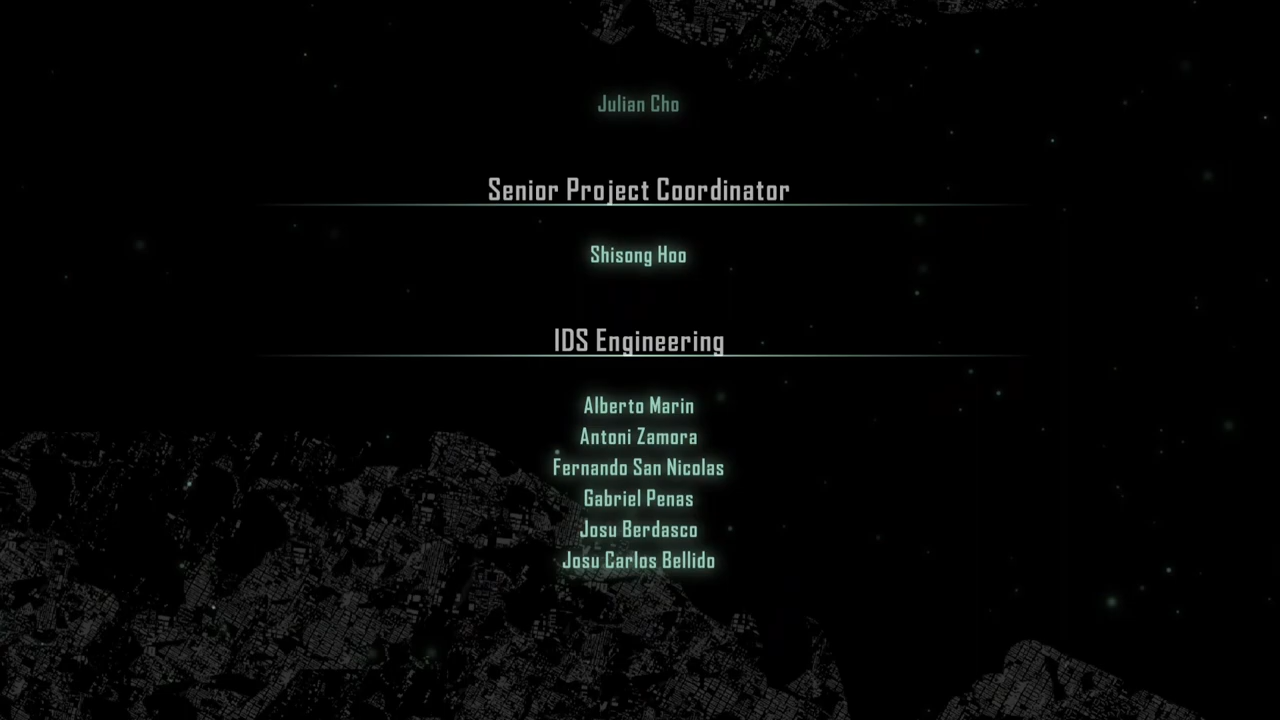 Julian Cho
Senior Project Coordinator
Shisong Hoo
IDS Engineering
Alberto Marin
Antoni Zamora
Fernando San Nicolas
Gabriel Penas
Josu Berdasco
Josu Carlos Bellido